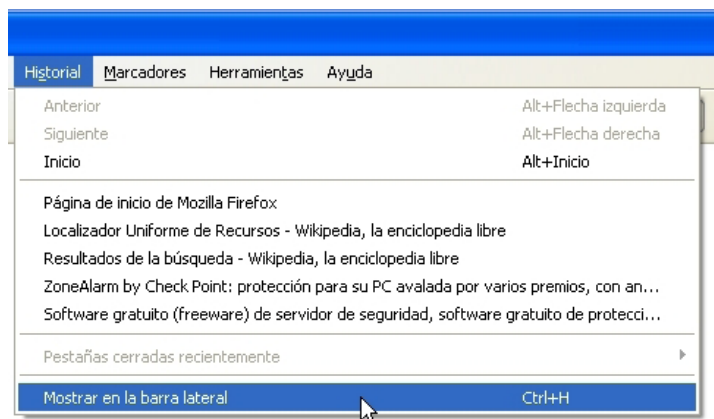 Historial Marcadores Herramientas Ayuda
Anterior Alt+Flecha izquierda
Siguiente Alt+Flecha derecha
Inicio Alt+Inicio
Página de inicio de Mozilla Firefox
Localizador Uniforme de Recursos - Wikipedia, la enciclopedia libre
Resultados de la búsqueda - Wikipedia, la enciclopedia libre
ZoneAlarm by Check Point: protección para su PC avalada por varios premios, con an...
Software gratuito (freeware) de servidor de seguridad, software gratuito de protecci...
Pestañas cerradas recientemente
Mostrar en la barra lateral Ctrl+H